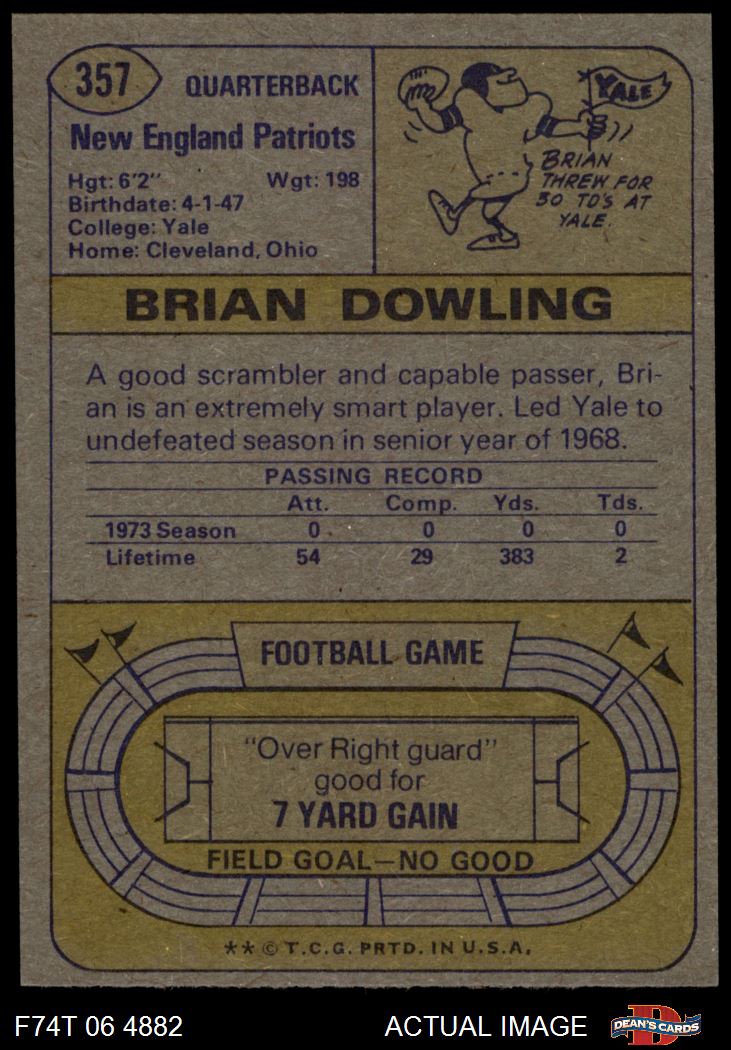 357
QUARTERBACK
New England Patriots
Hgt: 6'2" Wgt: 198
Birthdate: 4-1-47
College: Yale
Home: Cleveland, Ohio
YALE
BRIAN
THREW FOR
30 TD'S AT
YALE.
BRIAN DOWLING
A good scrambler and capable passer, Bri-
an is an extremely smart player. Led Yale to
undefeated season in senior year of 1968.
PASSING RECORD
Att. Comp. Yds. Tds.
1973 Season 0 0 0 0
Lifetime 54 29 383 2
FOOTBALL GAME
"Over Right guard"
good for
7 YARD GAIN
FIELD GOAL—NO GOOD
** © T.C.G. PRTD. IN U.S.A.
F74T 06 4882 ACTUAL IMAGE
D
DEAN'S CARDS